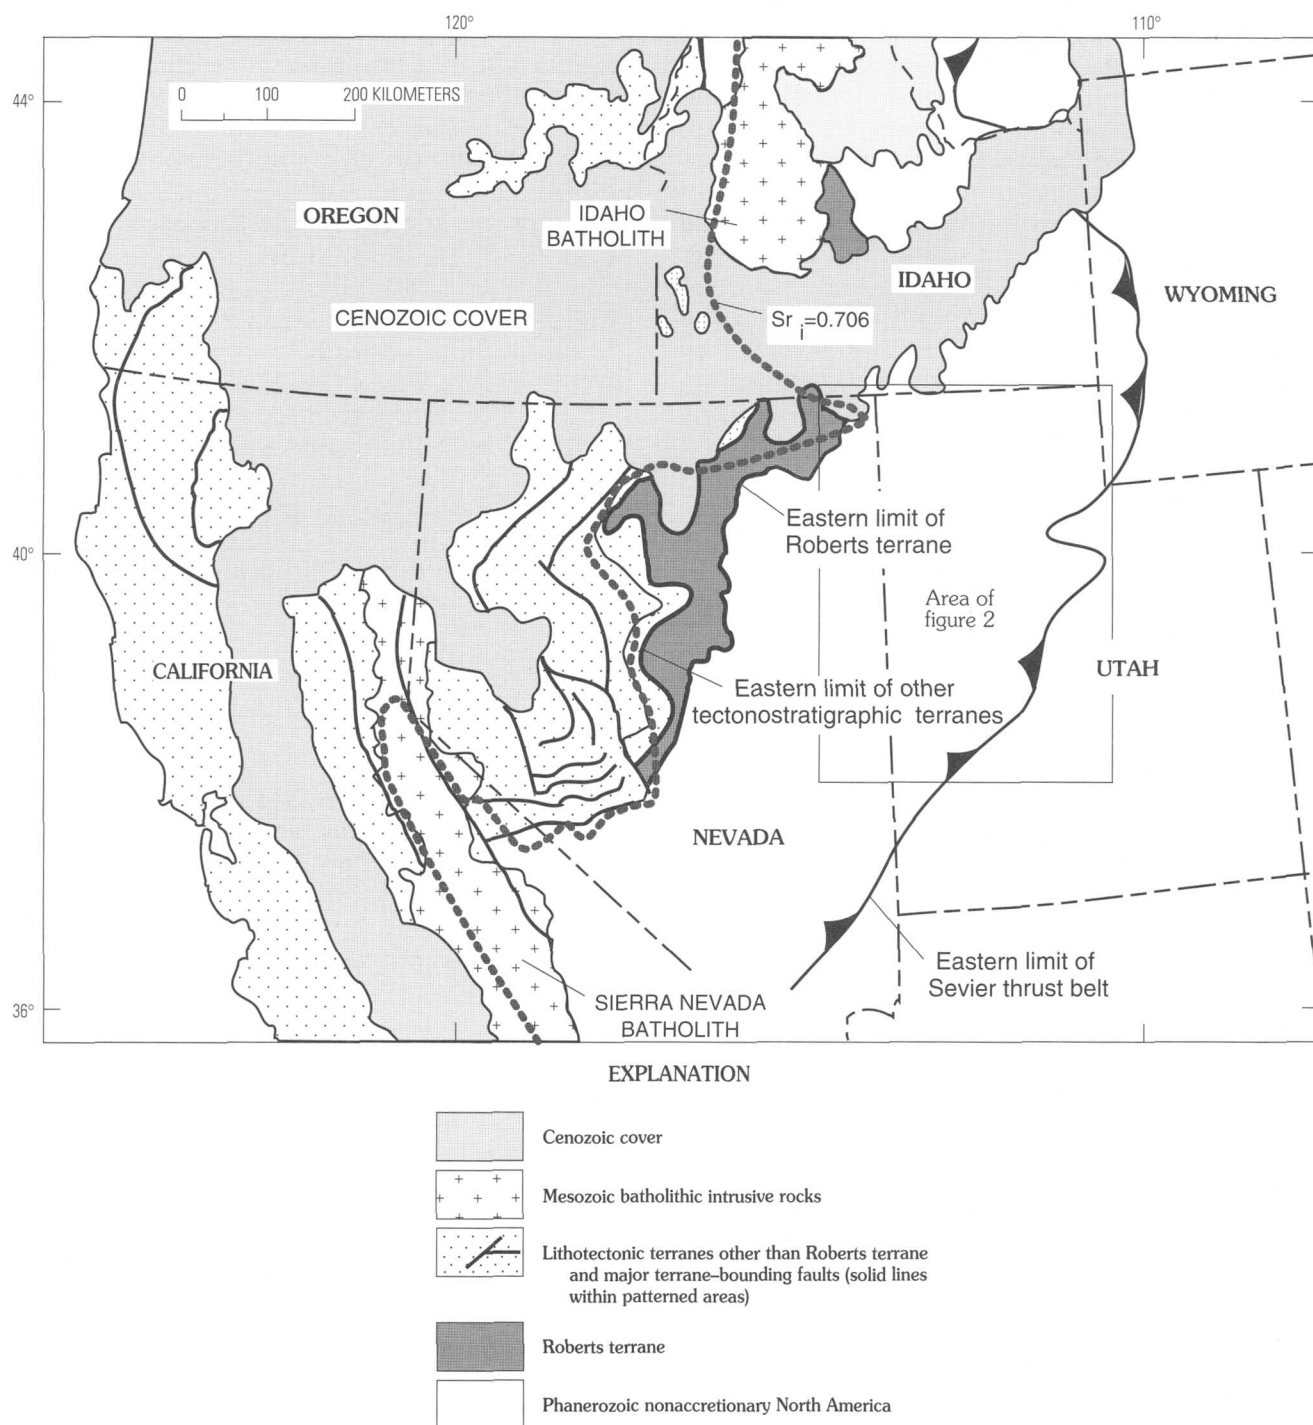 120°
110°
44°
0 100 200 KILOMETERS
OREGON
IDAHO
BATHOLITH
IDAHO
WYOMING
CENOZOIC COVER
Sr i=0.706
40°
Eastern limit of
Roberts terrane
Area of
figure 2
CALIFORNIA
UTAH
Eastern limit of other
tectonostratigraphic terranes
NEVADA
Eastern limit of
Sevier thrust belt
SIERRA NEVADA
BATHOLITH
36°
EXPLANATION
Cenozoic cover
Mesozoic batholithic intrusive rocks
Lithotectonic terranes other than Roberts terrane
and major terrane–bounding faults (solid lines
within patterned areas)
Roberts terrane
Phanerozoic nonaccretionary North America